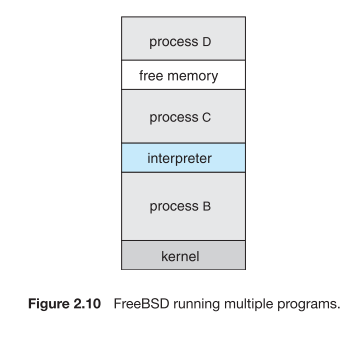 process D
free memory
process C
interpreter
process B
kernel
Figure 2.10 FreeBSD running multiple programs.